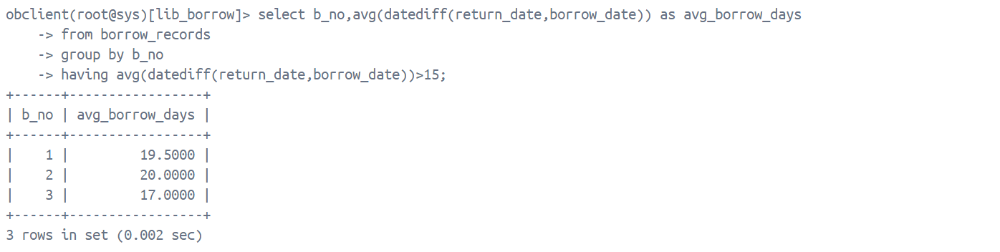 obclient(root@sys)[lib_borrow]> select b_no,avg(datediff(return_date,borrow_date)) as avg_borrow_days
    -> from borrow_records
    -> group by b_no
    -> having avg(datediff(return_date,borrow_date))>15;
+------+-----------------+
| b_no | avg_borrow_days |
+------+-----------------+
|    1 |         19.5000 |
|    2 |         20.0000 |
|    3 |         17.0000 |
+------+-----------------+
3 rows in set (0.002 sec)